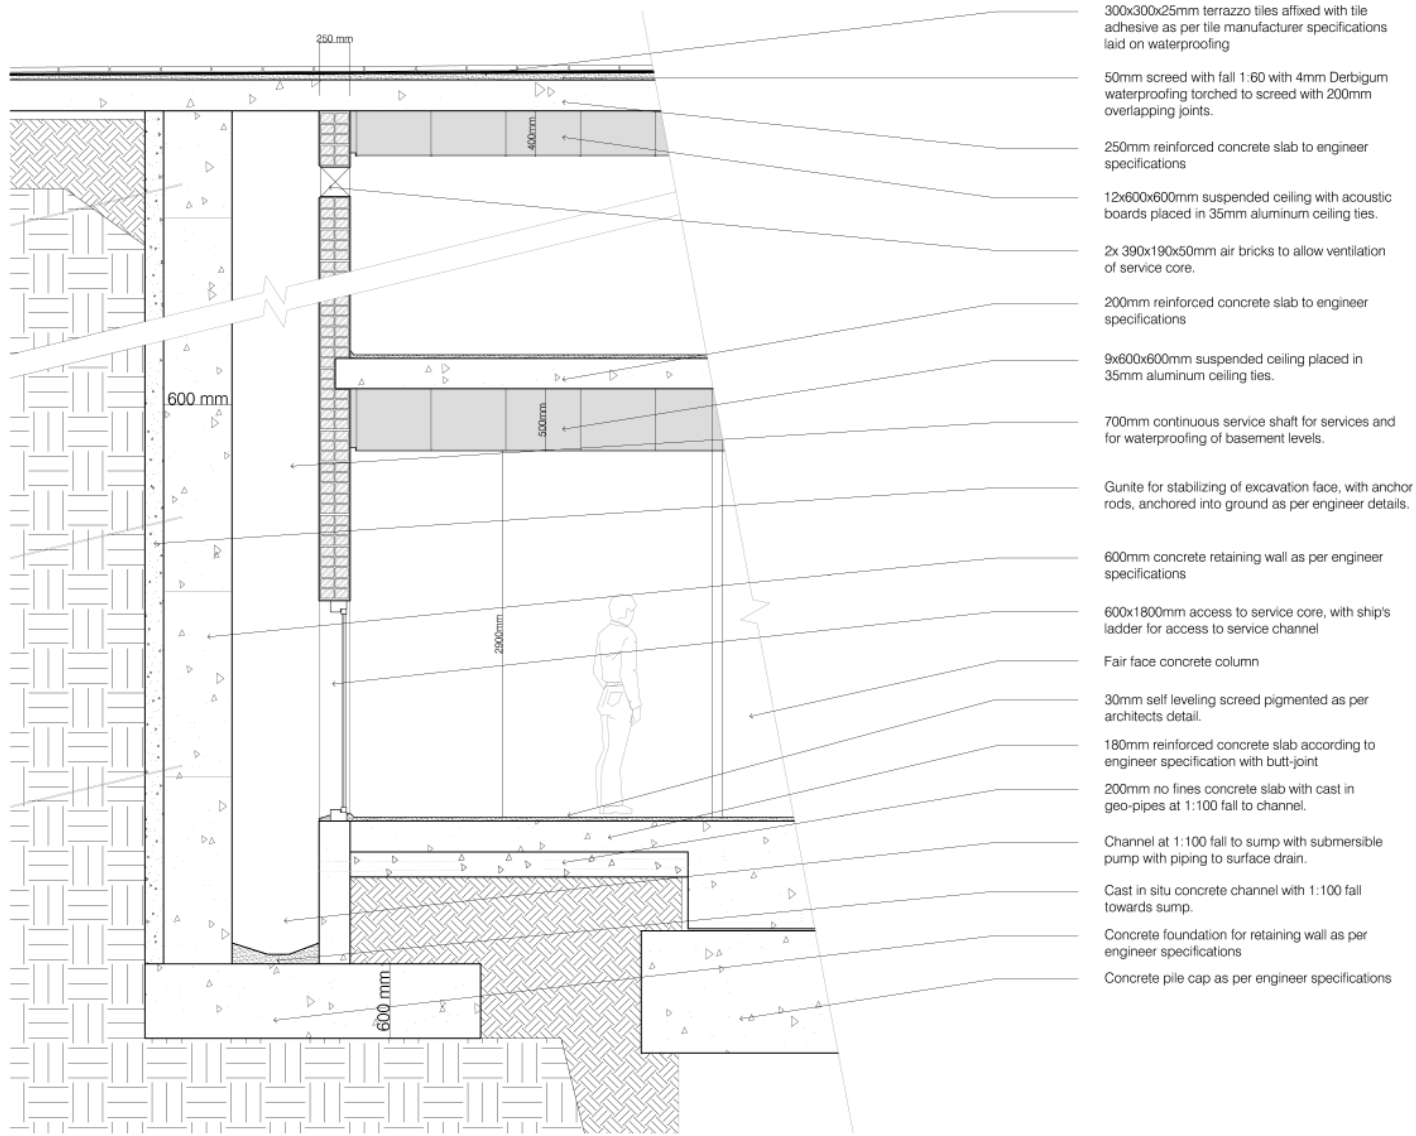 300x300x25mm terrazzo tiles affixed with tile
adhesive as per tile manufacturer specifications
laid on waterproofing
250 mm
50mm screed with fall 1:60 with 4mm Derbigum
waterproofing torched to screed with 200mm
overlapping joints.
400mm
250mm reinforced concrete slab to engineer
specifications
12x600x600mm suspended ceiling with acoustic
boards placed in 35mm aluminum ceiling ties.
2x 390x190x50mm air bricks to allow ventilation
of service core.
200mm reinforced concrete slab to engineer
specifications
9x600x600mm suspended ceiling placed in
35mm aluminum ceiling ties.
600 mm
500mm
700mm continuous service shaft for services and
for waterproofing of basement levels.
Gunite for stabilizing of excavation face, with anchor
rods, anchored into ground as per engineer details.
600mm concrete retaining wall as per engineer
specifications
2900mm
600x1800mm access to service core, with ship's
ladder for access to service channel
Fair face concrete column
30mm self leveling screed pigmented as per
architects detail.
180mm reinforced concrete slab according to
engineer specification with butt-joint
200mm no fines concrete slab with cast in
geo-pipes at 1:100 fall to channel.
Channel at 1:100 fall to sump with submersible
pump with piping to surface drain.
Cast in situ concrete channel with 1:100 fall
towards sump.
Concrete foundation for retaining wall as per
engineer specifications
600 mm
Concrete pile cap as per engineer specifications